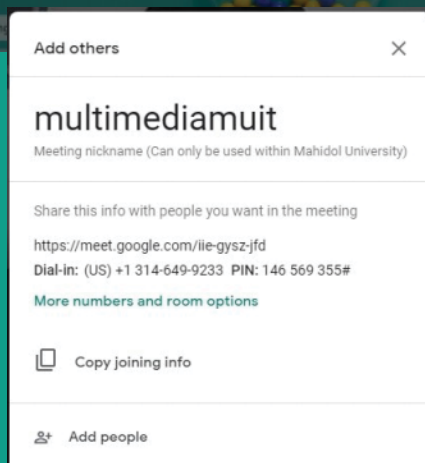 Add others
multimediamuit
Meeting nickname (Can only be used within Mahidol University)
Share this info with people you want in the meeting
https://meet.google.com/iie-gysz-jfd
Dial-in: (US) +1 314-649-9233 PIN: 146 569 355#
More numbers and room options
Copy joining info
Add people